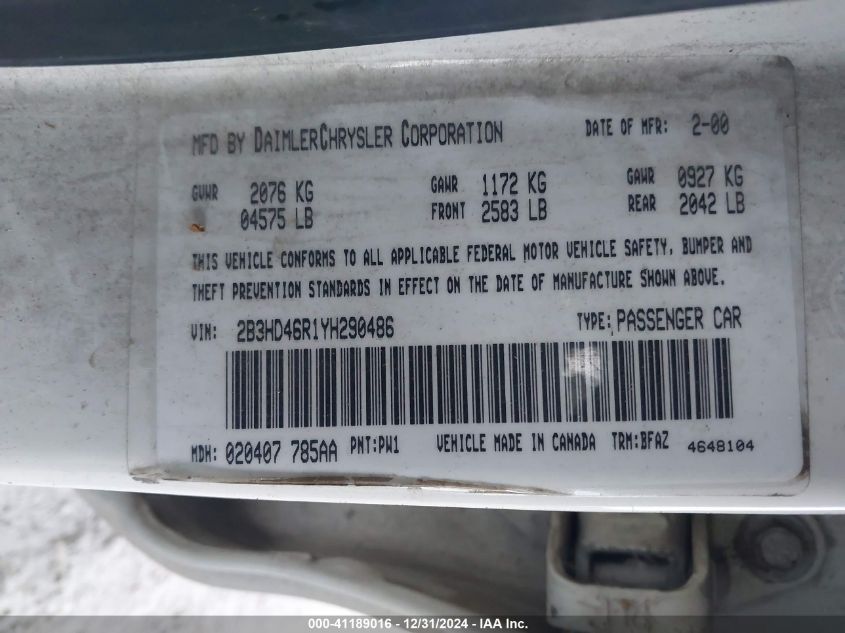 MFD BY DAIMLERCHRYSLER CORPORATION DATE OF MFR: 2-00
GVWR 2076 KG GAWR 1172 KG GAWR 0927 KG
04575 LB FRONT 2583 LB REAR 2042 LB
THIS VEHICLE CONFORMS TO ALL APPLICABLE FEDERAL MOTOR VEHICLE SAFETY, BUMPER AND
THEFT PREVENTION STANDARDS IN EFFECT ON THE DATE OF MANUFACTURE SHOWN ABOVE.
VIN: 2B3HD46R1YH290486 TYPE: PASSENGER CAR
MDH: 020407 785AA PNT:PW1 VEHICLE MADE IN CANADA TRM:BFAZ 4648104
000-41189016 - 12/31/2024 - IAA Inc.